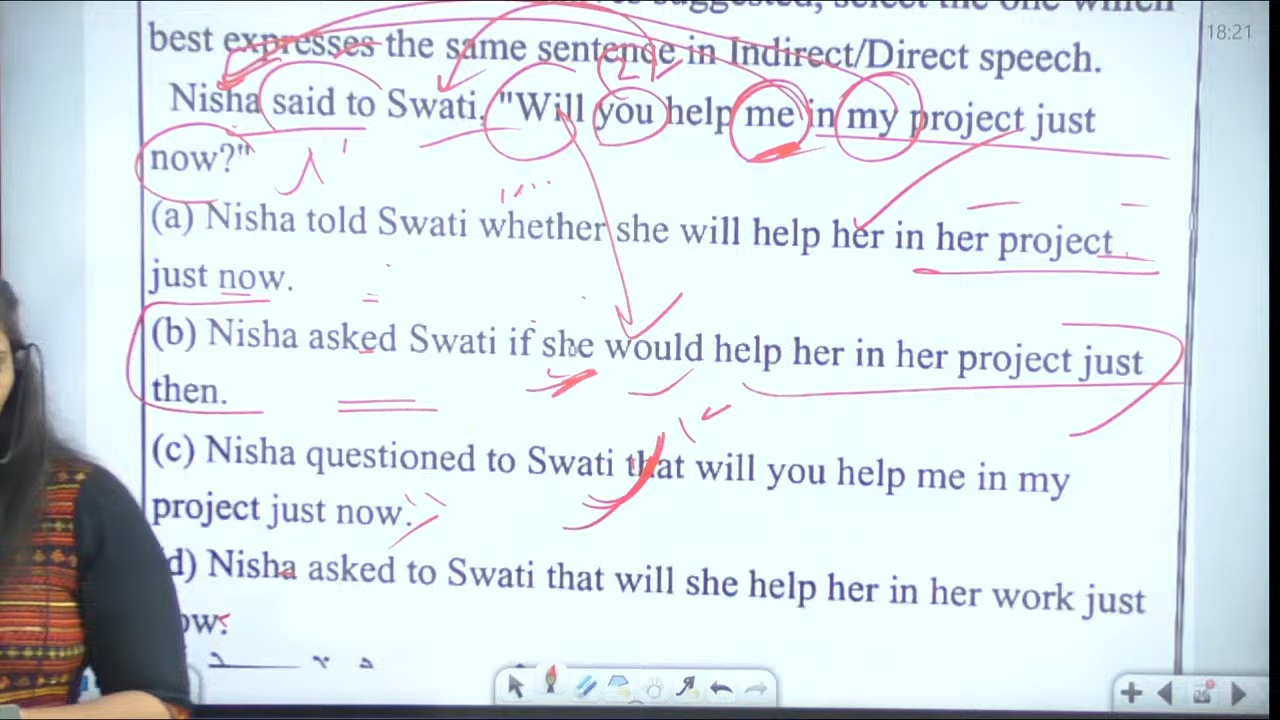 best expresses the same sentence in Indirect/Direct speech.
18:21
Nisha said to Swati, "Will you help me in my project just
now?"
(a) Nisha told Swati whether she will help her in her project
just now.
(b) Nisha asked Swati if she would help her in her project just
then.
(c) Nisha questioned to Swati that will you help me in my
project just now.
d) Nisha asked to Swati that will she help her in her work just
ow.